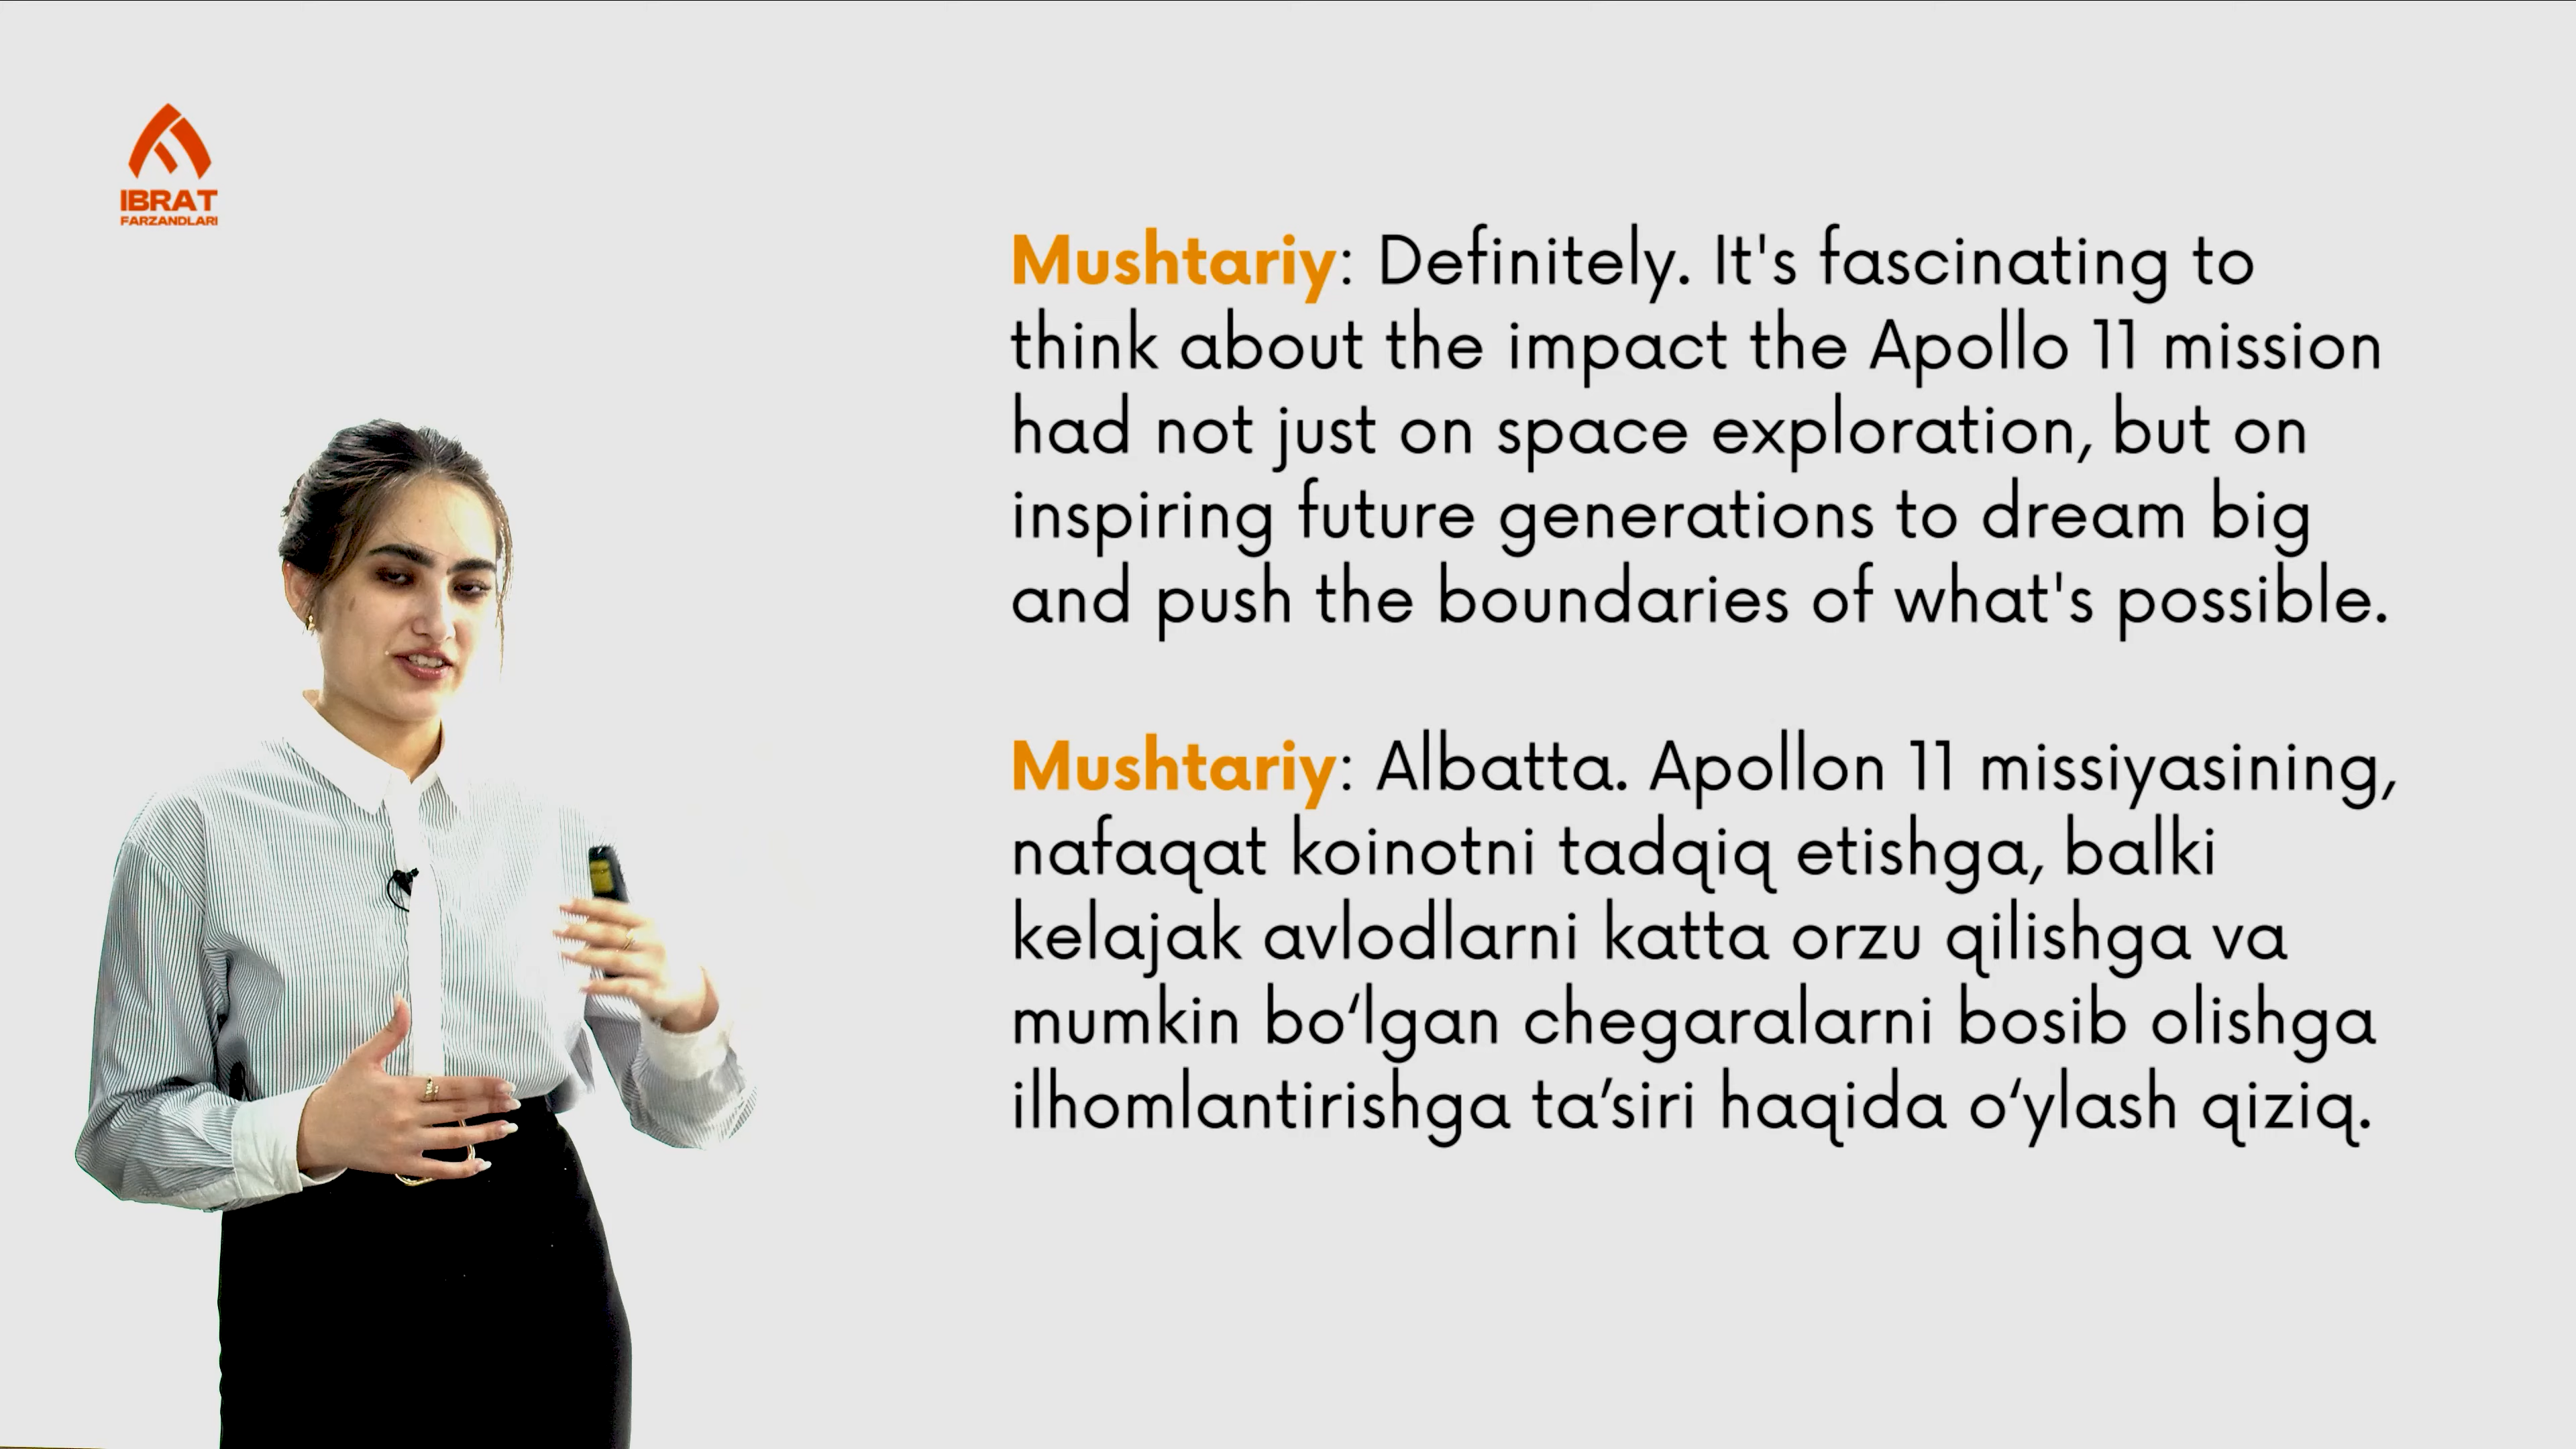 IBRAT
FARZANDLARI
Mushtariy: Definitely. It's fascinating to
think about the impact the Apollo 11 mission
had not just on space exploration, but on
inspiring future generations to dream big
and push the boundaries of what's possible.
Mushtariy: Albatta. Apollon 11 missiyasining,
nafaqat koinotni tadqiq etishga, balki
kelajak avlodlarni katta orzu qilishga va
mumkin bo‘lgan chegaralarni bosib olishga
ilhomlantirishga ta’siri haqida o‘ylash qiziq.